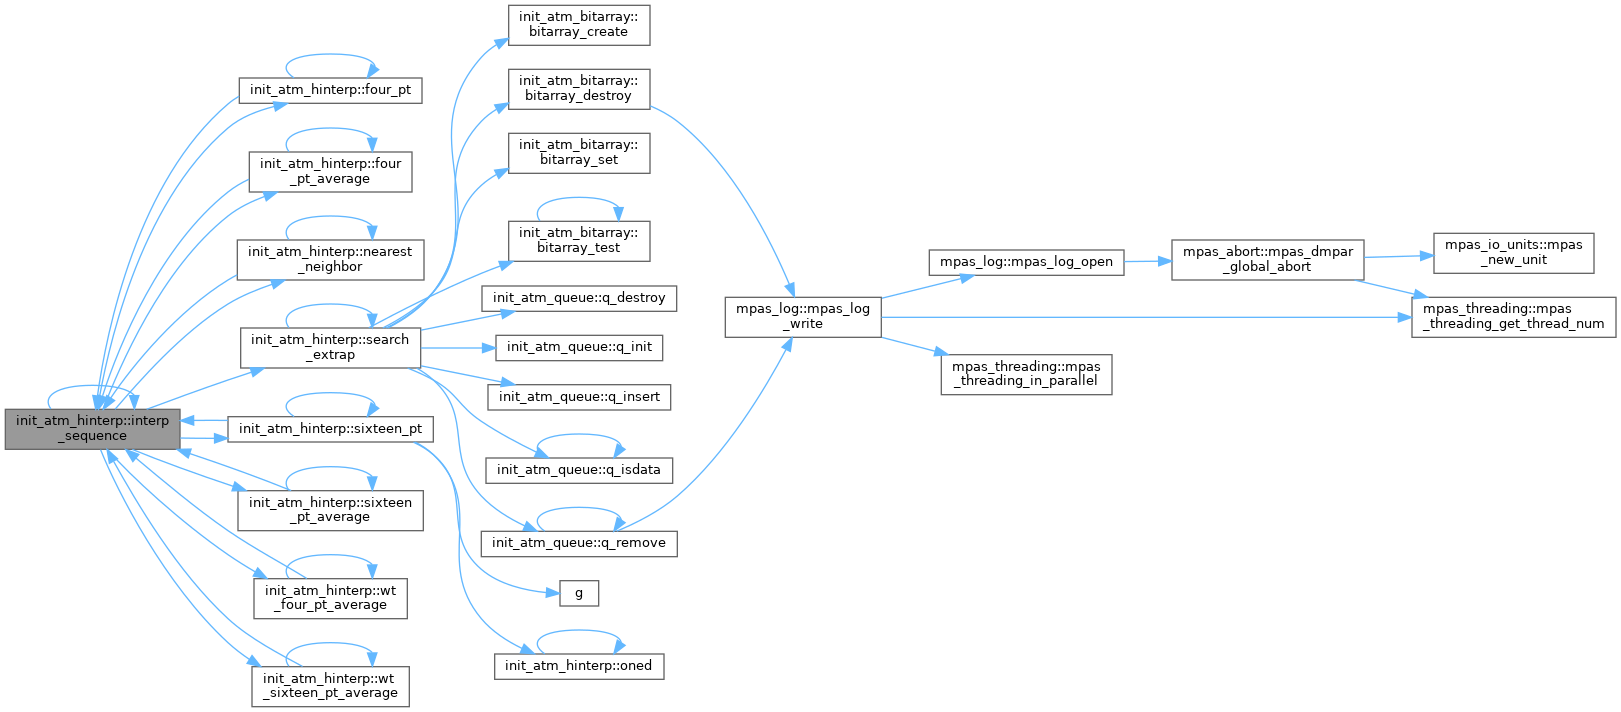 init_atm_hinterp::interp
_sequence
init_atm_hinterp::four_pt
init_atm_hinterp::four
_pt_average
init_atm_hinterp::nearest
_neighbor
init_atm_hinterp::search
_extrap
init_atm_hinterp::sixteen_pt
init_atm_hinterp::sixteen
_pt_average
init_atm_hinterp::wt
_four_pt_average
init_atm_hinterp::wt
_sixteen_pt_average
init_atm_bitarray::
bitarray_create
init_atm_bitarray::
bitarray_destroy
init_atm_bitarray::
bitarray_set
init_atm_bitarray::
bitarray_test
init_atm_queue::q_destroy
init_atm_queue::q_init
init_atm_queue::q_insert
init_atm_queue::q_isdata
init_atm_queue::q_remove
g
init_atm_hinterp::oned
mpas_log::mpas_log
_write
mpas_log::mpas_log_open
mpas_threading::mpas
_threading_in_parallel
mpas_abort::mpas_dmpar
_global_abort
mpas_io_units::mpas
_new_unit
mpas_threading::mpas
_threading_get_thread_num